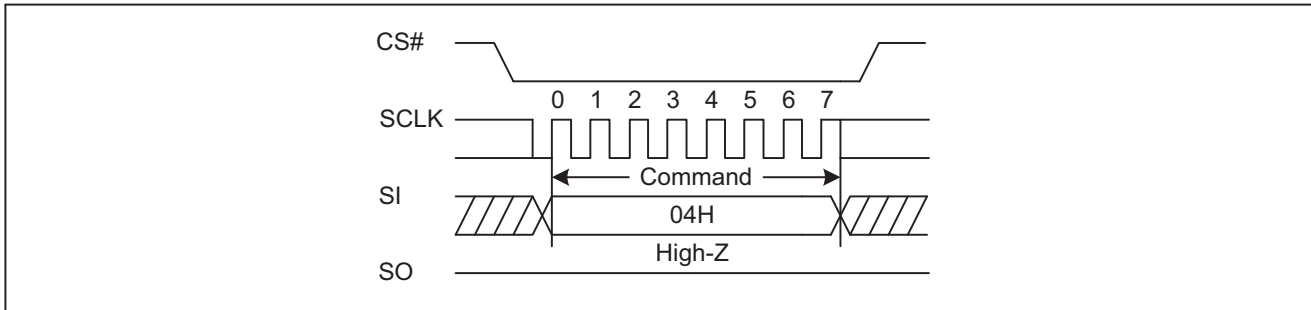 CS#
0 1 2 3 4 5 6 7
SCLK
Command
SI
04H
High-Z
SO